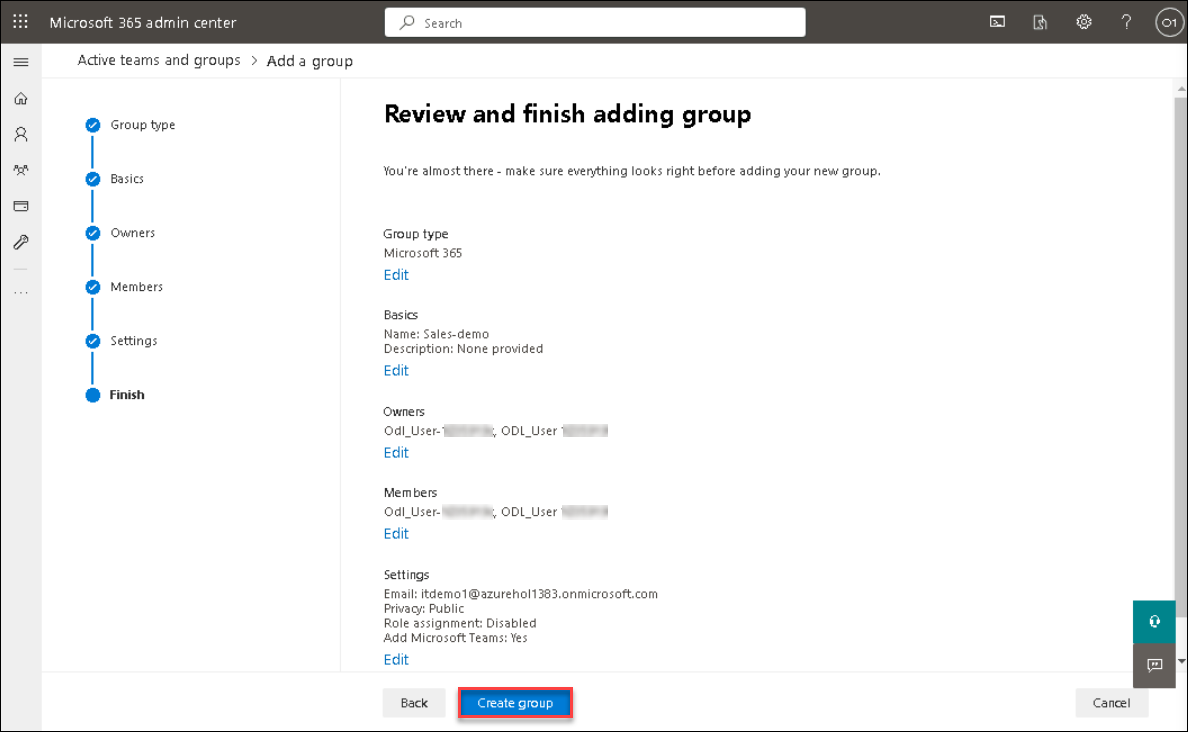 Microsoft 365 admin center
Search
O1
Active teams and groups > Add a group
Group type
Basics
Owners
Members
Settings
Finish
Review and finish adding group
You're almost there - make sure everything looks right before adding your new group.
Group type
Microsoft 365
Edit
Basics
Name: Sales-demo
Description: None provided
Edit
Owners
Odl_User- , ODL_User
Edit
Members
Odl_User- , ODL_User
Edit
Settings
Email: itdemo1@azurehol1383.onmicrosoft.com
Privacy: Public
Role assignment: Disabled
Add Microsoft Teams: Yes
Edit
Back
Create group
Cancel